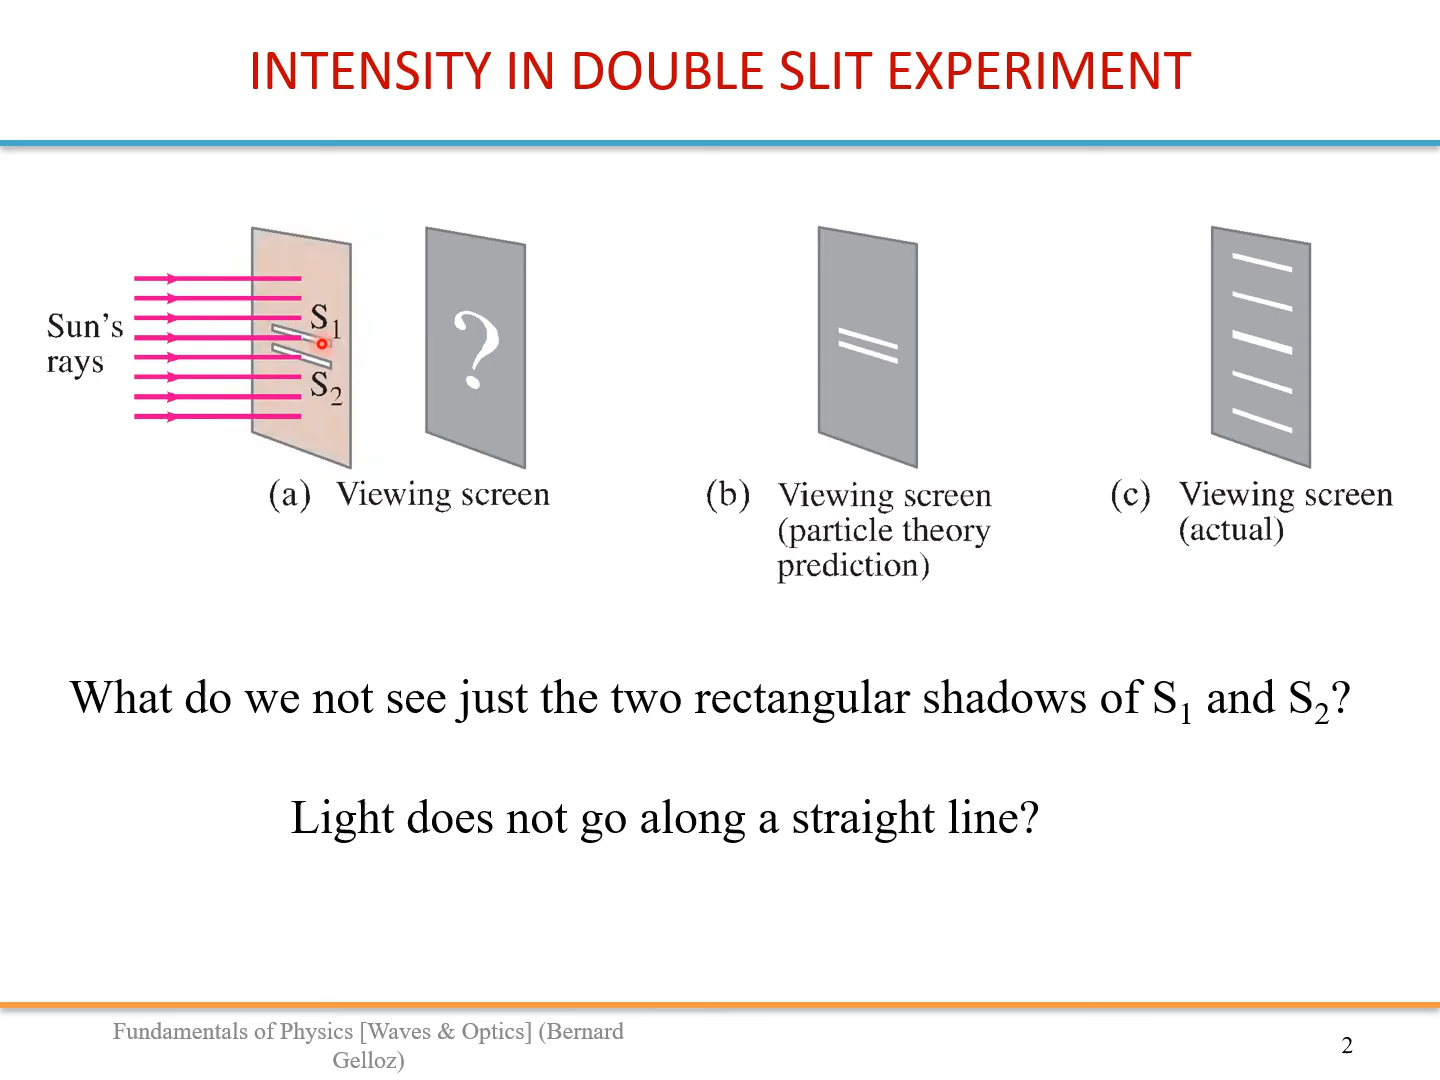 INTENSITY IN DOUBLE SLIT EXPERIMENT
Sun's
rays
S1
S2
?
(a) Viewing screen
(b) Viewing screen
(particle theory
prediction)
(c) Viewing screen
(actual)
What do we not see just the two rectangular shadows of S1 and S2?
Light does not go along a straight line?
Fundamentals of Physics [Waves & Optics] (Bernard
Gelloz)
2